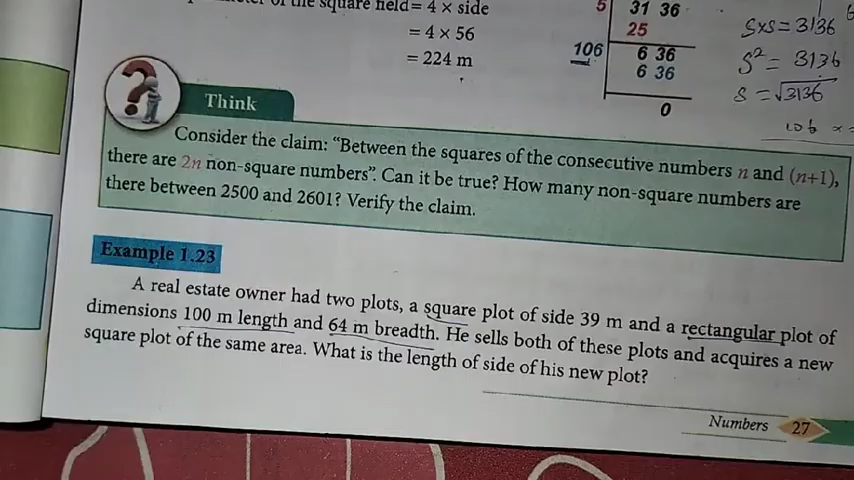 of the square field = 4 × side
= 4 × 56
= 224 m
5 31 36
25
106 6 36
6 36
0
S×S = 3136
S² = 3136
S = √3136
106 ×
Think
Consider the claim: “Between the squares of the consecutive numbers n and (n+1),
there are 2n non-square numbers”. Can it be true? How many non-square numbers are
there between 2500 and 2601? Verify the claim.
Example 1.23
A real estate owner had two plots, a square plot of side 39 m and a rectangular plot of
dimensions 100 m length and 64 m breadth. He sells both of these plots and acquires a new
square plot of the same area. What is the length of side of his new plot?
Numbers 27